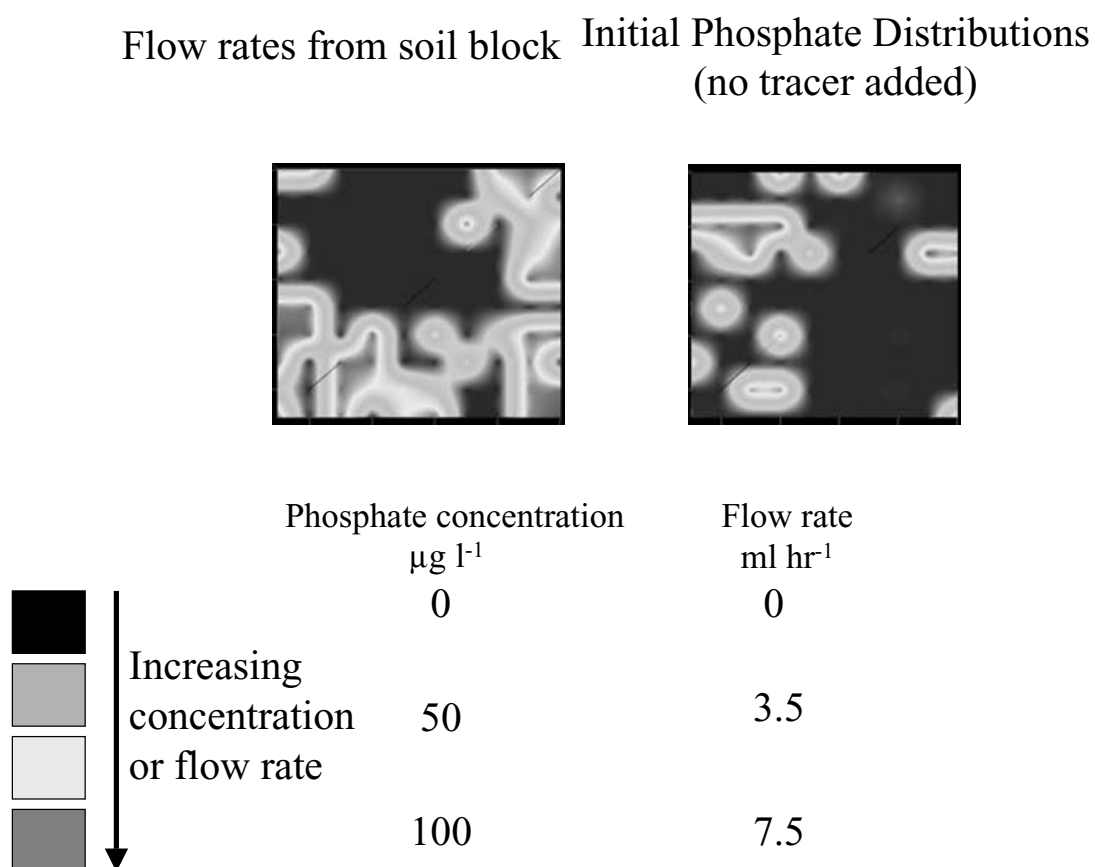 Flow rates from soil block
Initial Phosphate Distributions
(no tracer added)
Phosphate concentration
µg l-1
Flow rate
ml hr-1
0
0
Increasing
concentration
or flow rate
50
3.5
100
7.5